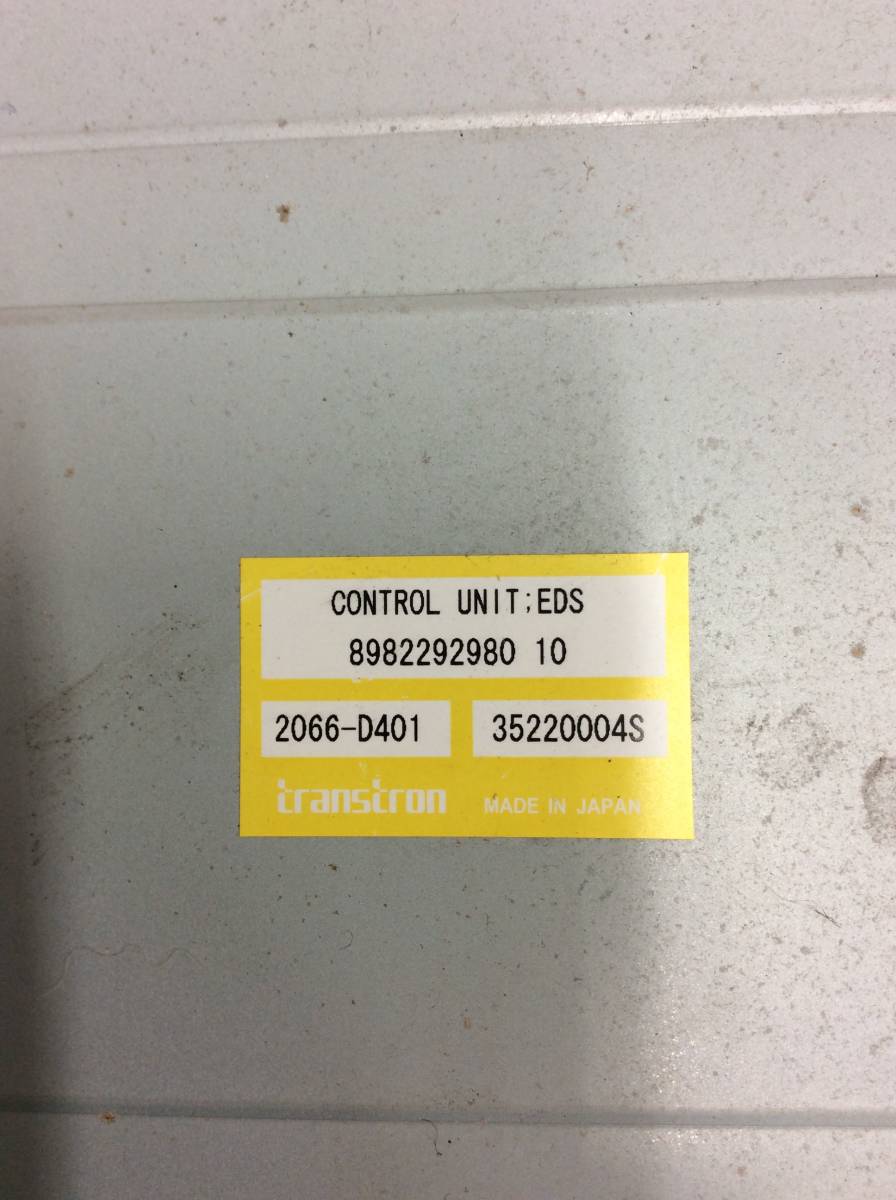 CONTROL UNIT;EDS
8982292980 10
2066-D401 35220004S
transtron MADE IN JAPAN